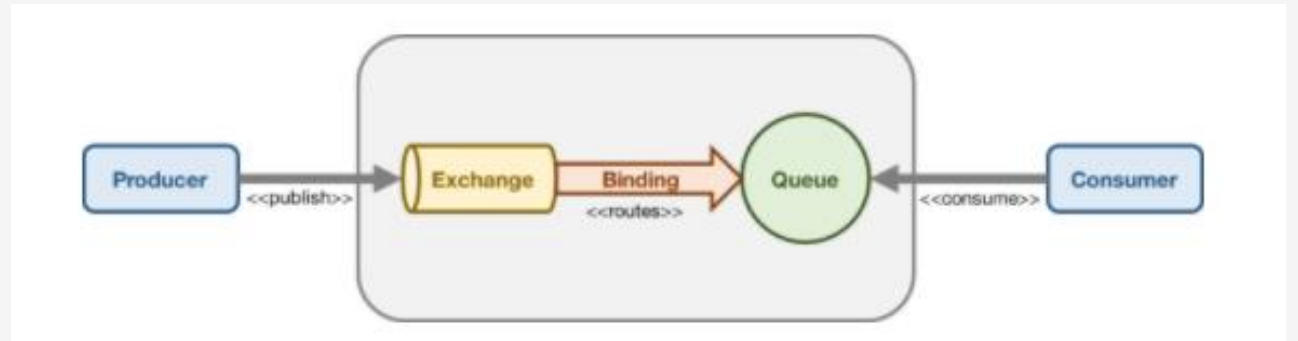 Producer
<<publish>>
Exchange
Binding
<<routes>>
Queue
<<consume>>
Consumer